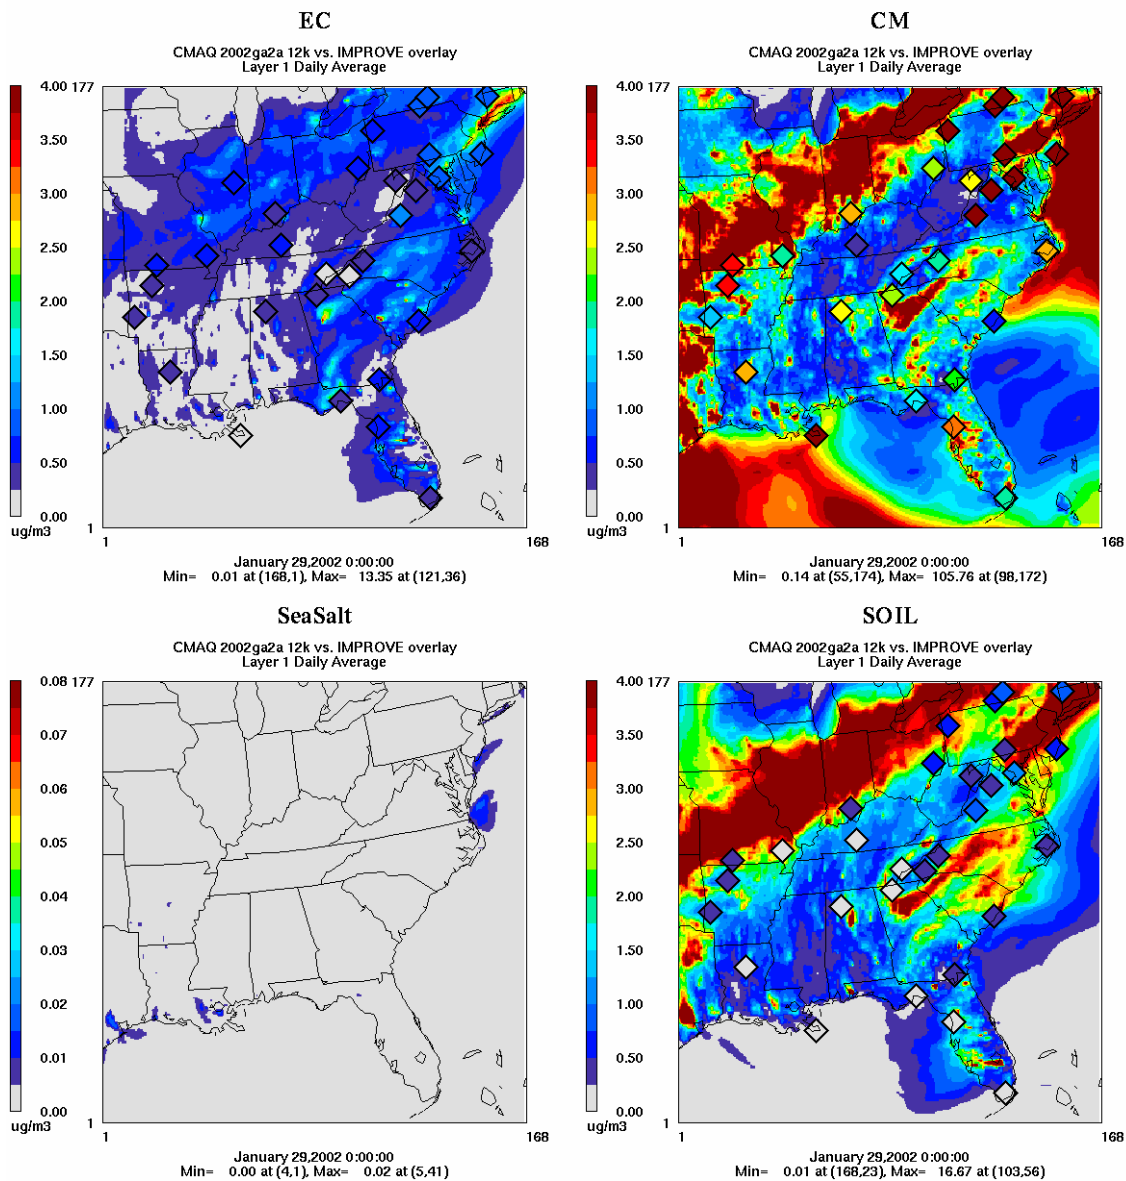 EC
CMAQ 2002ga2a 12k vs. IMPROVE overlay
Layer 1 Daily Average
4.00 177
3.50
3.00
2.50
2.00
1.50
1.00
0.50
0.00
ug/m3
1
1 168
January 29,2002 0:00:00
Min= 0.01 at (168,1), Max= 13.35 at (121,36)
CM
CMAQ 2002ga2a 12k vs. IMPROVE overlay
Layer 1 Daily Average
4.00 177
3.50
3.00
2.50
2.00
1.50
1.00
0.50
0.00
ug/m3
1
1 168
January 29,2002 0:00:00
Min= 0.14 at (55,174), Max= 105.76 at (98,172)
SeaSalt
CMAQ 2002ga2a 12k vs. IMPROVE overlay
Layer 1 Daily Average
0.08 177
0.07
0.06
0.05
0.04
0.03
0.02
0.01
0.00
ug/m3
1
1 168
January 29,2002 0:00:00
Min= 0.00 at (4,1), Max= 0.02 at (5,41)
SOIL
CMAQ 2002ga2a 12k vs. IMPROVE overlay
Layer 1 Daily Average
4.00 177
3.50
3.00
2.50
2.00
1.50
1.00
0.50
0.00
ug/m3
1
1 168
January 29,2002 0:00:00
Min= 0.01 at (168,23), Max= 16.67 at (103,56)